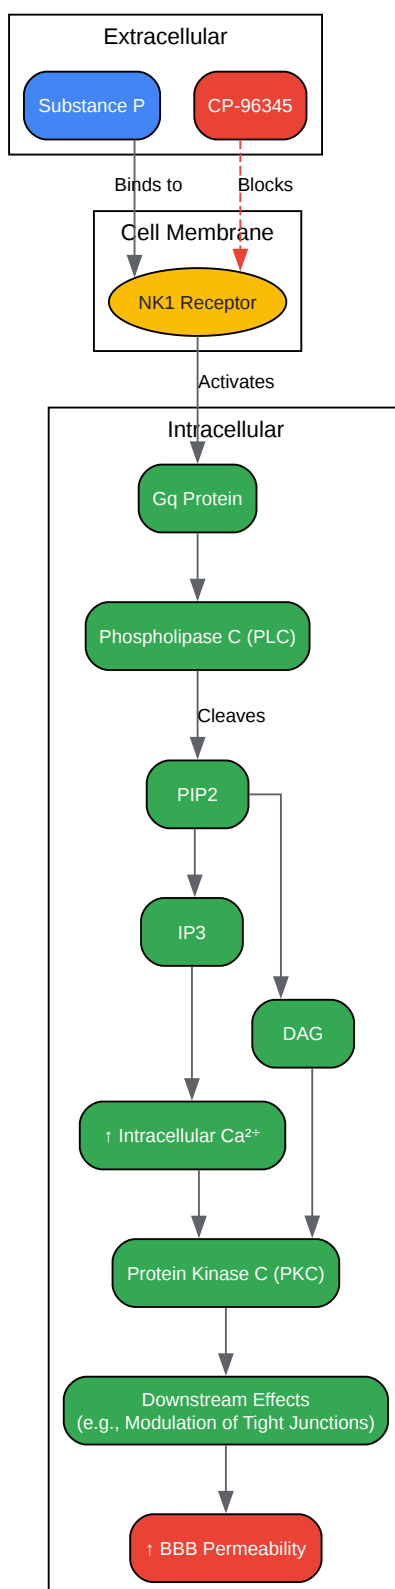 Extracellular
Substance P
CP-96345
Binds to
Blocks
Cell Membrane
NK1 Receptor
Activates
Intracellular
Gq Protein
Phospholipase C (PLC)
Cleaves
PIP2
IP3
DAG
↑ Intracellular Ca²⁺
Protein Kinase C (PKC)
Downstream Effects
(e.g., Modulation of Tight Junctions)
↑ BBB Permeability